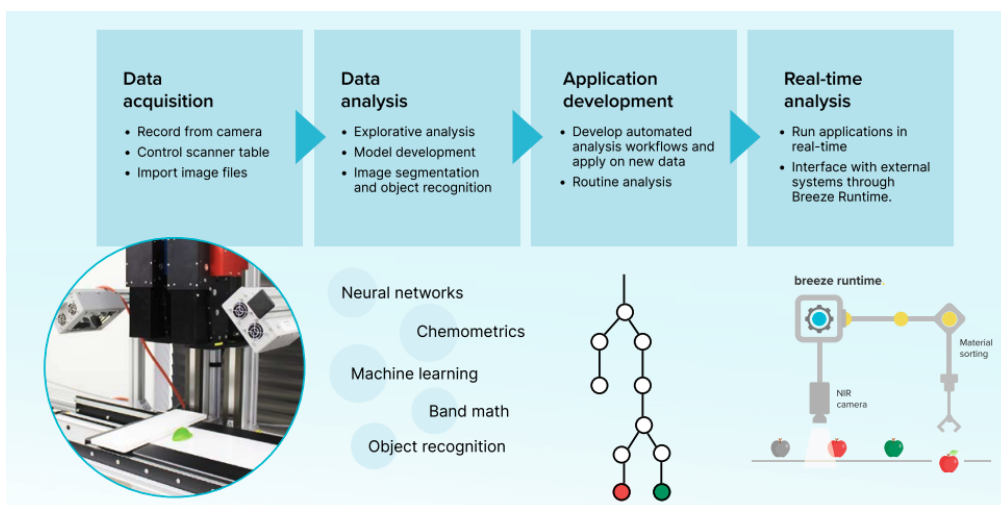 Data
acquisition
• Record from camera
• Control scanner table
• Import image files
Data
analysis
• Explorative analysis
• Model development
• Image segmentation
and object recognition
Application
development
• Develop automated
analysis workflows and
apply on new data
• Routine analysis
Real-time
analysis
• Run applications in
real-time
• Interface with external
systems through
Breeze Runtime.
Neural networks
Chemometrics
Machine learning
Band math
Object recognition
breeze runtime.
Material
sorting
NIR
camera